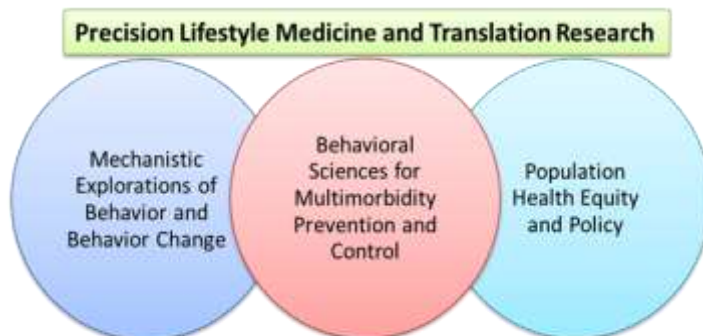 Precision Lifestyle Medicine and Translation Research
Mechanistic
Explorations of
Behavior and
Behavior Change
Behavioral
Sciences for
Multimorbidity
Prevention and
Control
Population
Health Equity
and Policy